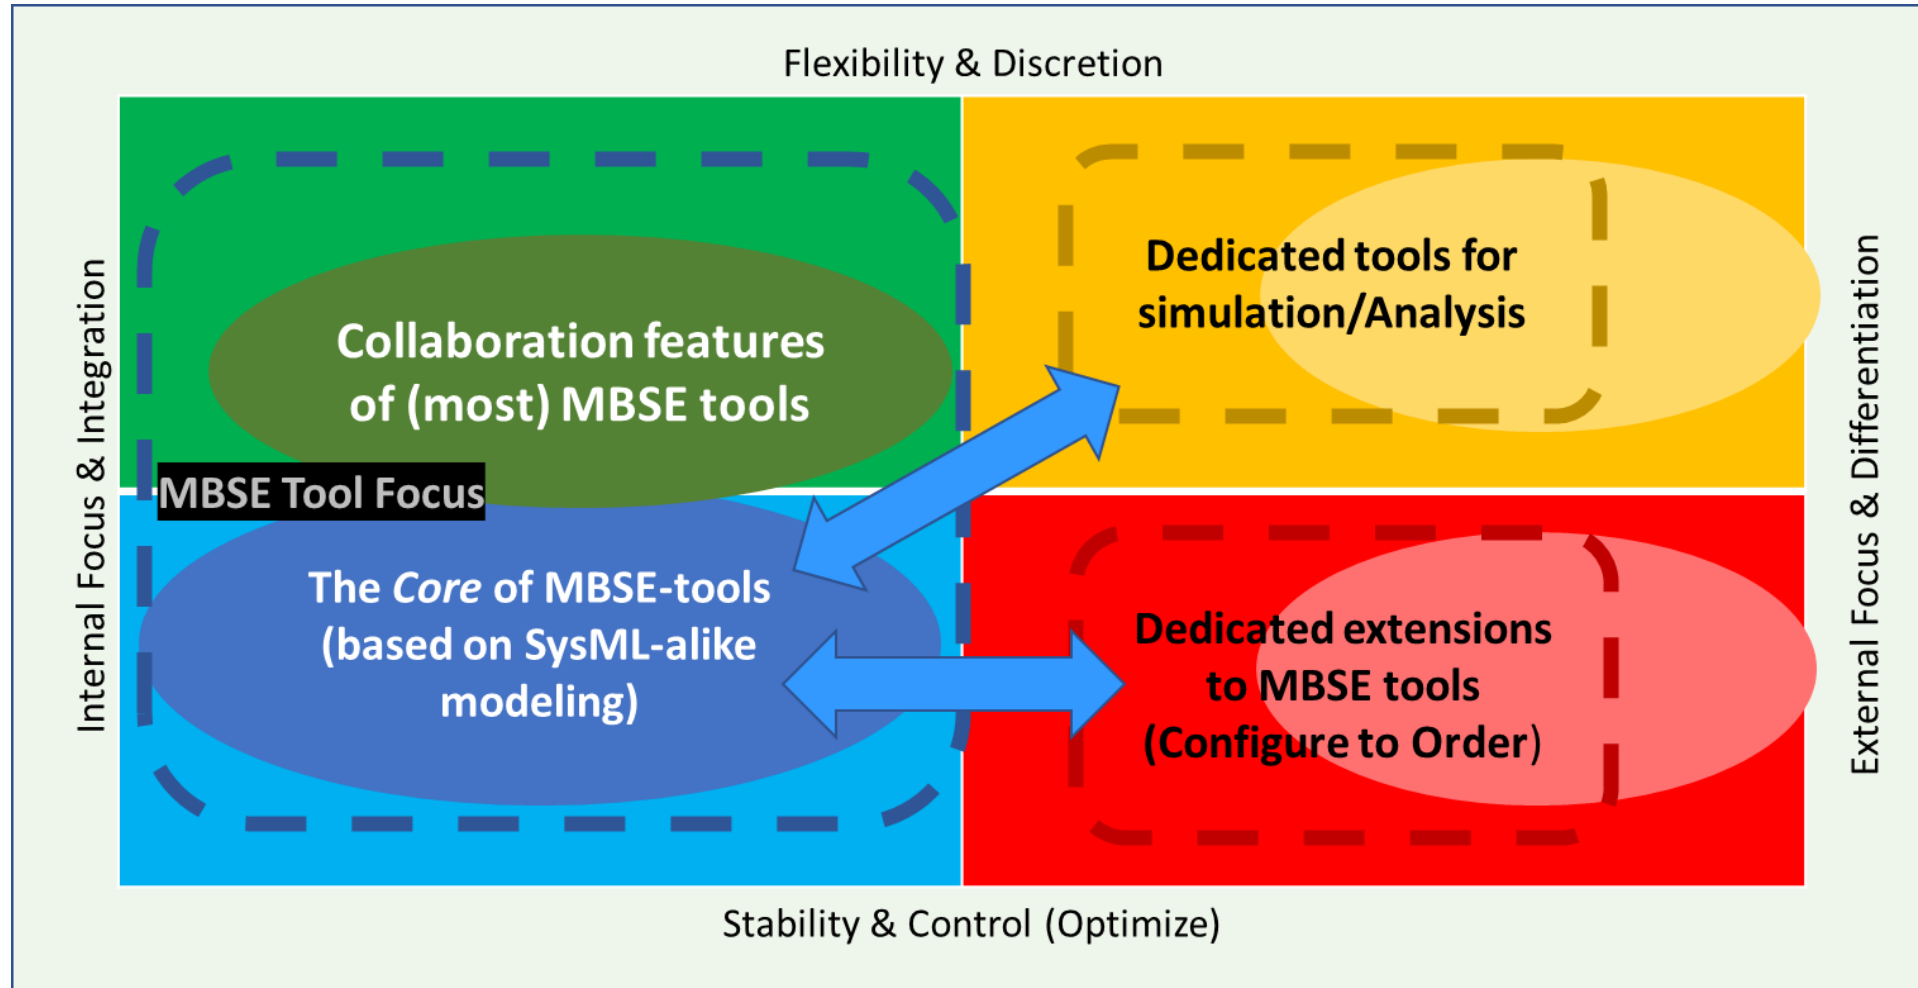 Flexibility & Discretion
Internal Focus & Integration
Collaboration features
of (most) MBSE tools
Dedicated tools for
simulation/Analysis
External Focus & Differentiation
MBSE Tool Focus
The Core of MBSE-tools
(based on SysML-alike
modeling)
Dedicated extensions
to MBSE tools
(Configure to Order)
Stability & Control (Optimize)